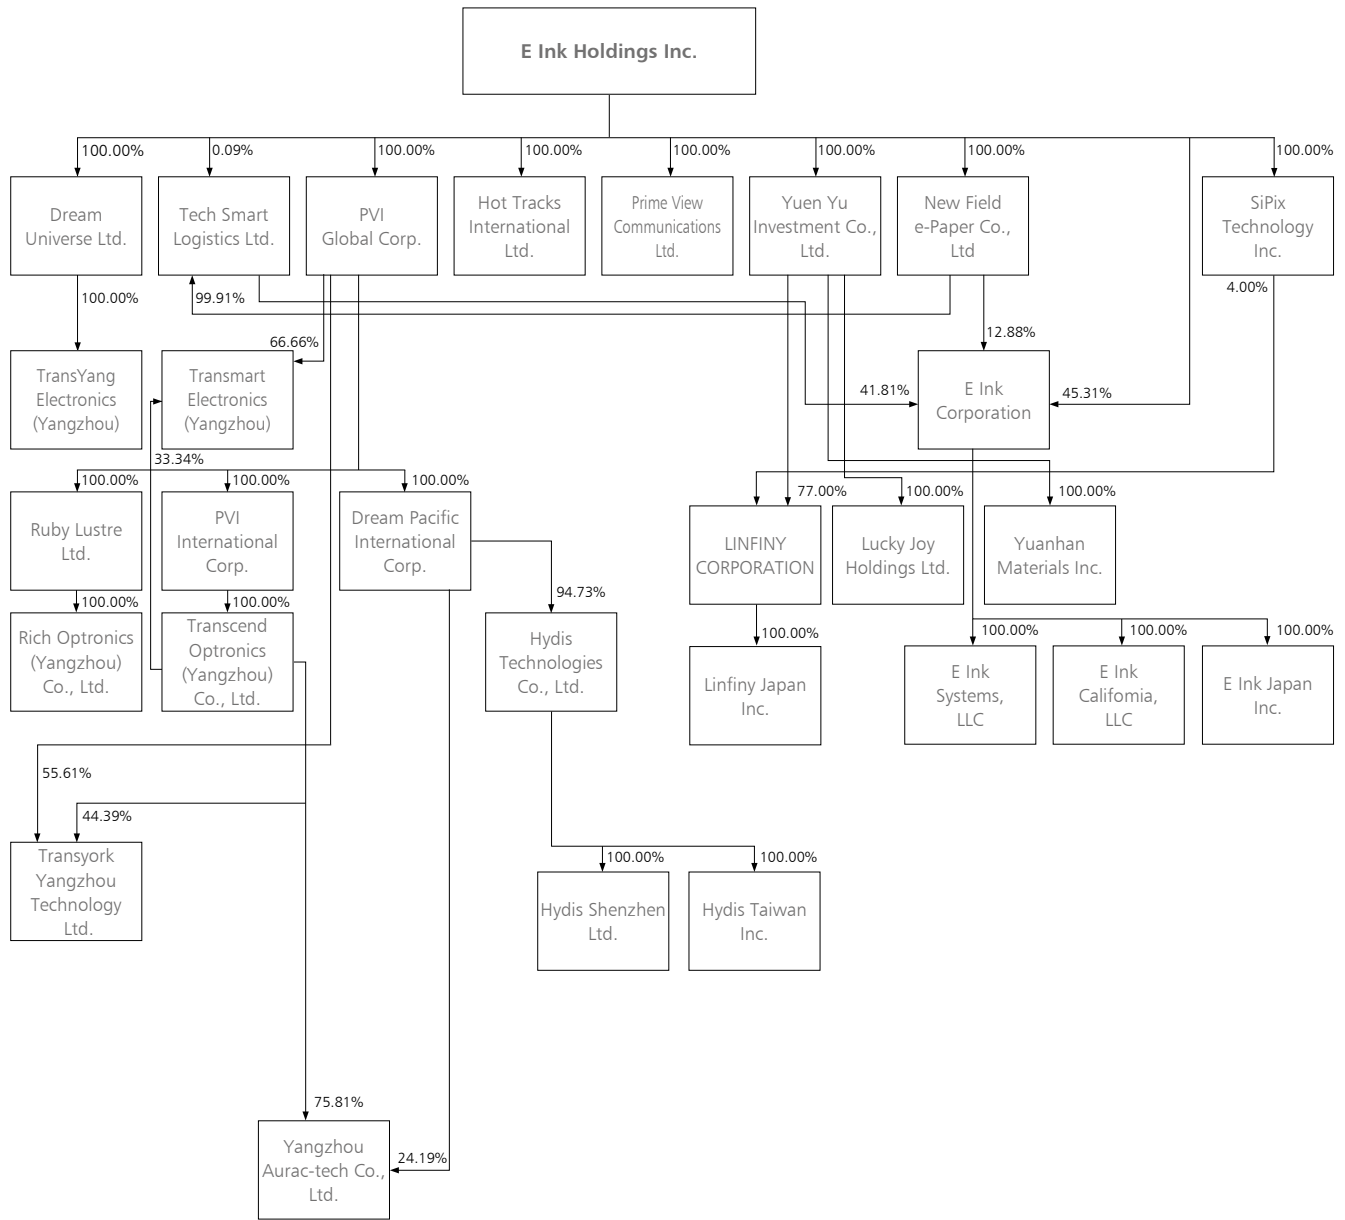 E Ink Holdings Inc.
100.00%
0.09%
100.00%
100.00%
100.00%
100.00%
100.00%
100.00%
Dream
Universe Ltd.
Tech Smart
Logistics Ltd.
PVI
Global Corp.
Hot Tracks
International
Ltd.
Prime View
Communications
Ltd.
Yuen Yu
Investment Co.,
Ltd.
New Field
e-Paper Co.,
Ltd
SiPix
Technology
Inc.
100.00%
99.91%
4.00%
66.66%
12.88%
TransYang
Electronics
(Yangzhou)
Transmart
Electronics
(Yangzhou)
41.81%
E Ink
Corporation
45.31%
33.34%
100.00%
100.00%
100.00%
77.00%
100.00%
100.00%
Ruby Lustre
Ltd.
PVI
International
Corp.
Dream Pacific
International
Corp.
LINFINY
CORPORATION
Lucky Joy
Holdings Ltd.
Yuanhan
Materials Inc.
100.00%
100.00%
94.73%
100.00%
100.00%
100.00%
100.00%
Rich Optronics
(Yangzhou)
Co., Ltd.
Transcend
Optronics
(Yangzhou)
Co., Ltd.
Hydis
Technologies
Co., Ltd.
Linfiny Japan
Inc.
E Ink
Systems,
LLC
E Ink
Califomia,
LLC
E Ink Japan
Inc.
55.61%
44.39%
Transyork
Yangzhou
Technology
Ltd.
100.00%
100.00%
Hydis Shenzhen
Ltd.
Hydis Taiwan
Inc.
75.81%
Yangzhou
Aurac-tech Co.,
Ltd.
24.19%